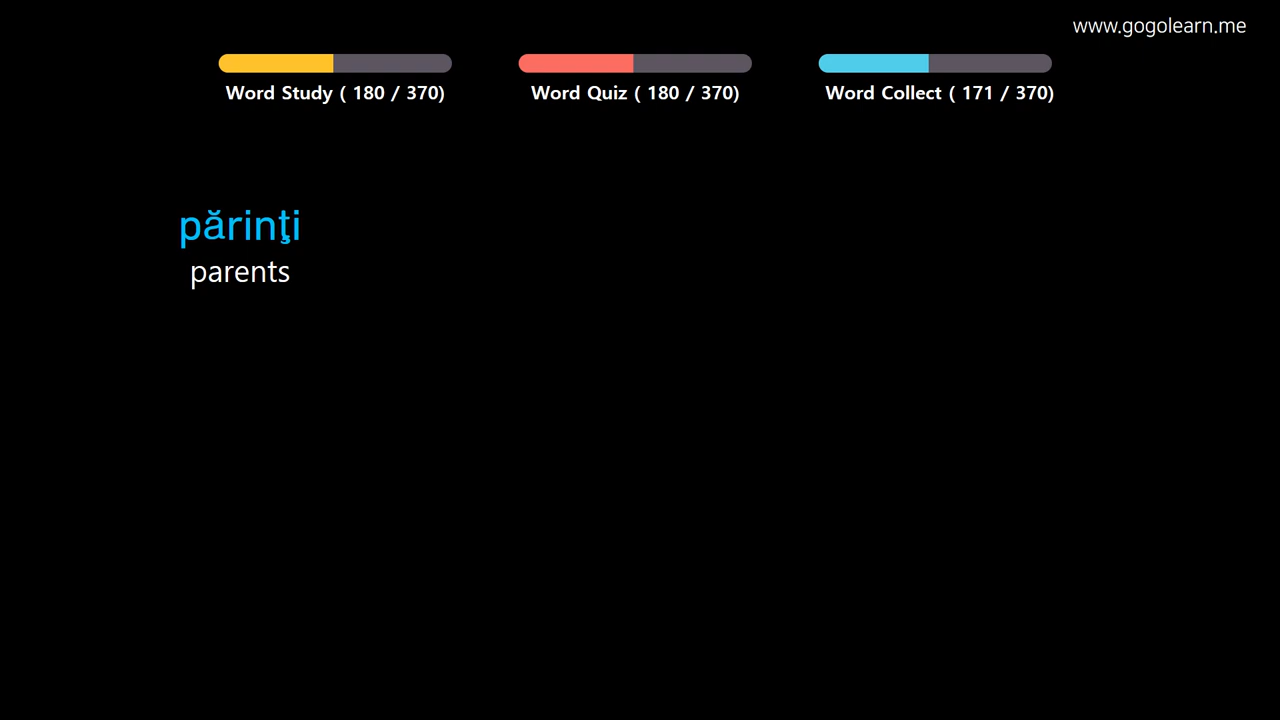 www.gogolearn.me
Word Study ( 180 / 370)
Word Quiz ( 180 / 370)
Word Collect ( 171 / 370)
părinţi
parents